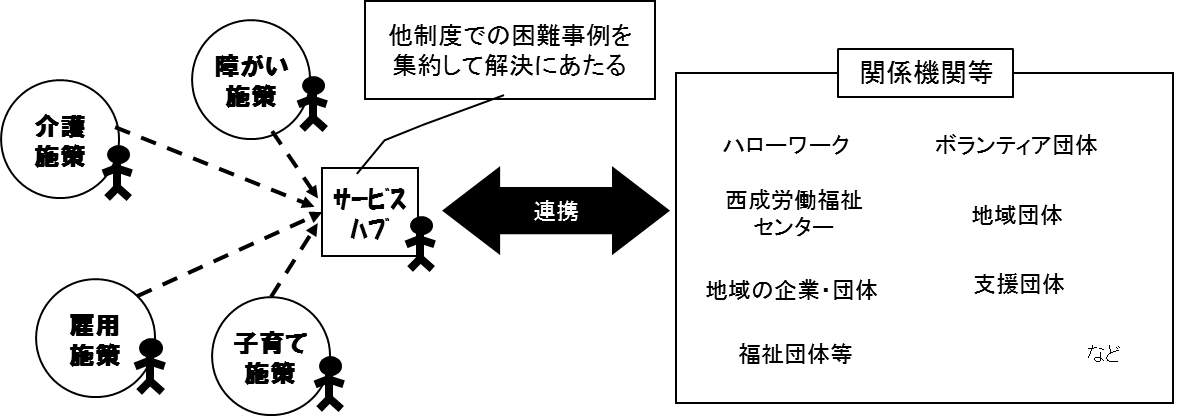 他制度での困難事例を
集約して解決にあたる
障がい
施策
介護
施策
サービス
ハブ
雇用
施策
子育て
施策
連携
関係機関等
ハローワーク
ボランティア団体
西成労働福祉
センター
地域団体
地域の企業・団体
支援団体
福祉団体等
など